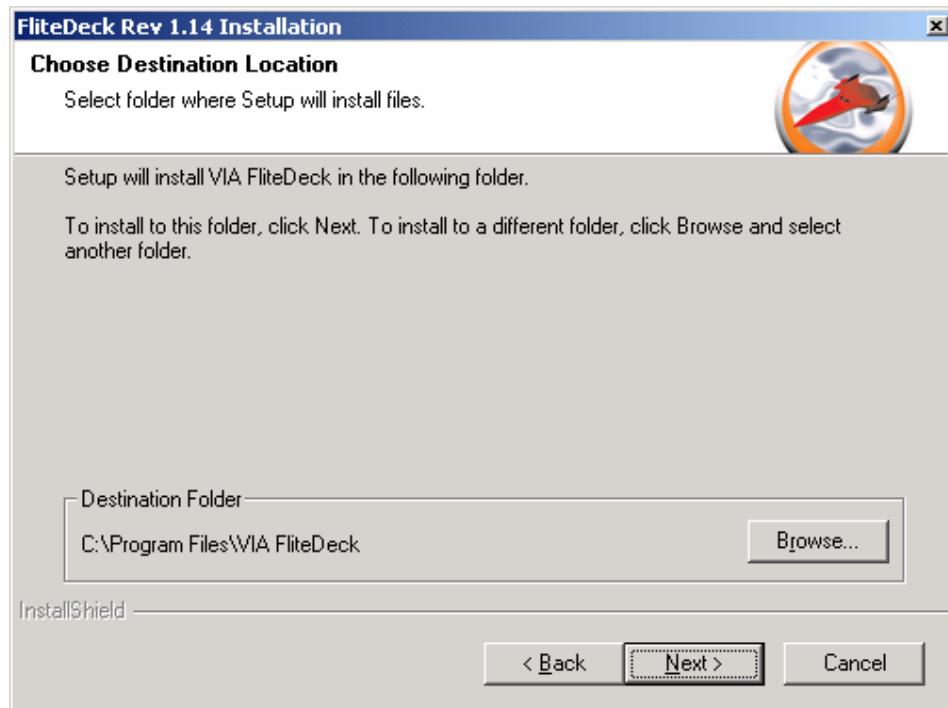 FliteDeck Rev 1.14 Installation
Choose Destination Location
Select folder where Setup will install files.
Setup will install VIA FliteDeck in the following folder.
To install to this folder, click Next. To install to a different folder, click Browse and select
another folder.
Destination Folder
C:\Program Files\VIA FliteDeck
Browse...
InstallShield
< Back
Next >
Cancel